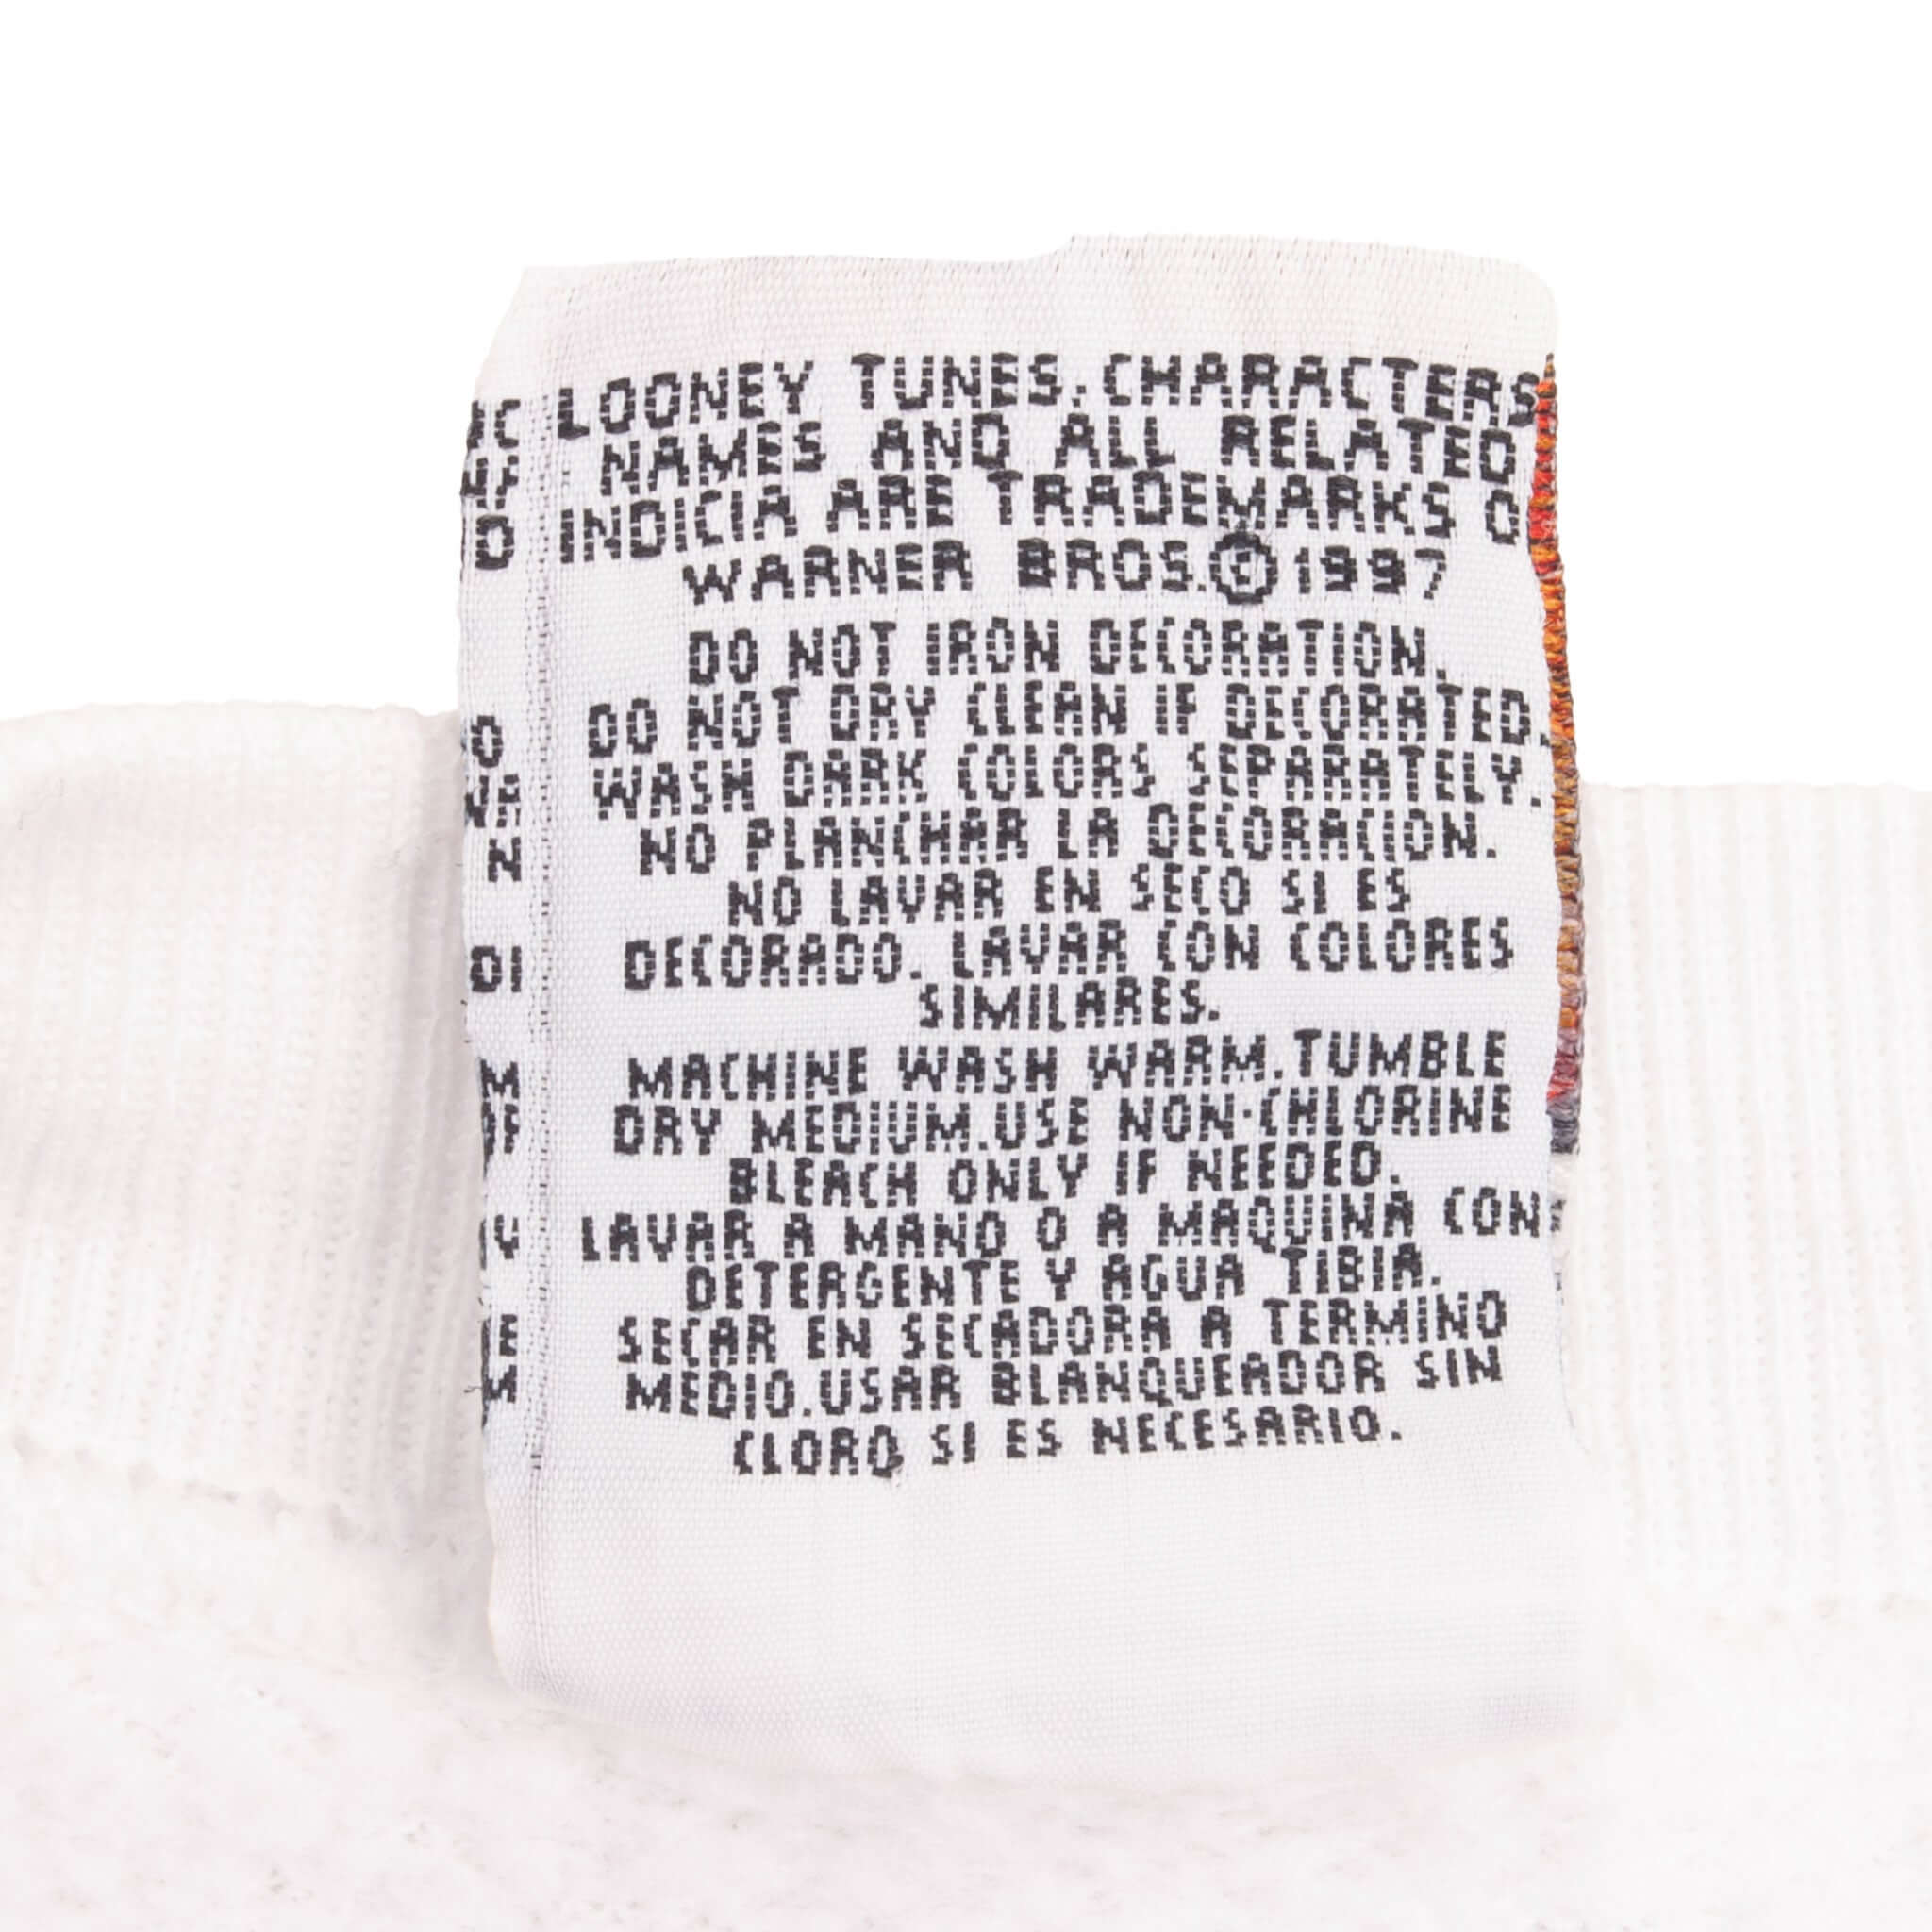 LOONEY TUNES, CHARACTERS
NAMES AND ALL RELATED
INDICIA ARE TRADEMARKS O
WARNER BROS.©1997
DO NOT IRON DECORATION.
DO NOT DRY CLEAN IF DECORATED.
WASH DARK COLORS SEPARATELY.
NO PLANCHAR LA DECORACION.
NO LAVAR EN SECO SI ES
DECORADO. LAVAR CON COLORES
SIMILARES.
MACHINE WASH WARM.TUMBLE
DRY MEDIUM.USE NON-CHLORINE
BLEACH ONLY IF NEEDED.
LAVAR A MANO O A MAQUINA CON
DETERGENTE Y AGUA TIBIA.
SECAR EN SECADORA A TERMINO
MEDIO.USAR BLANQUEADOR SIN
CLORO SI ES NECESARIO.